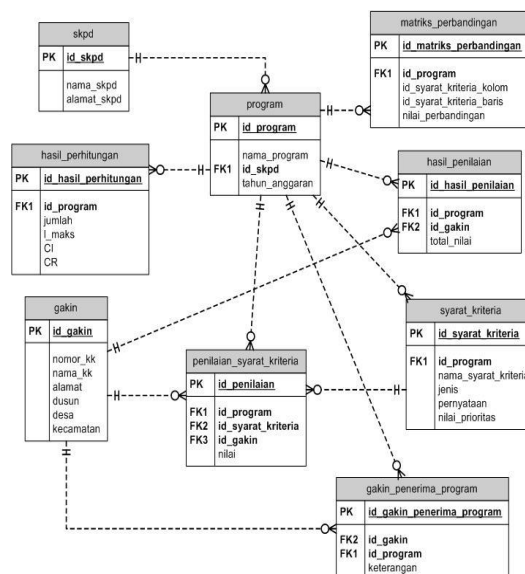 skpd
PK id_skpd
nama_skpd
alamat_skpd
matriks_perbandingan
PK id_matriks_perbandingan
FK1 id_program
id_syarat_kriteria_kolom
id_syarat_kriteria_baris
nilai_perbandingan
program
PK id_program
nama_program
FK1 id_skpd
tahun_anggaran
hasil_perhitungan
PK id_hasil_perhitungan
FK1 id_program
jumlah
l_maks
CI
CR
hasil_penilaian
PK id_hasil_penilaian
FK1 id_program
FK2 id_gakin
total_nilai
gakin
PK id_gakin
nomor_kk
nama_kk
alamat
dusun
desa
kecamatan
syarat_kriteria
PK id_syarat_kriteria
FK1 id_program
nama_syarat_kriteria
jenis
pernyataan
nilai_prioritas
penilaian_syarat_kriteria
PK id_penilaian
FK1 id_program
FK2 id_syarat_kriteria
FK3 id_gakin
nilai
gakin_penerima_program
PK id_gakin_penerima_program
FK2 id_gakin
FK1 id_program
keterangan